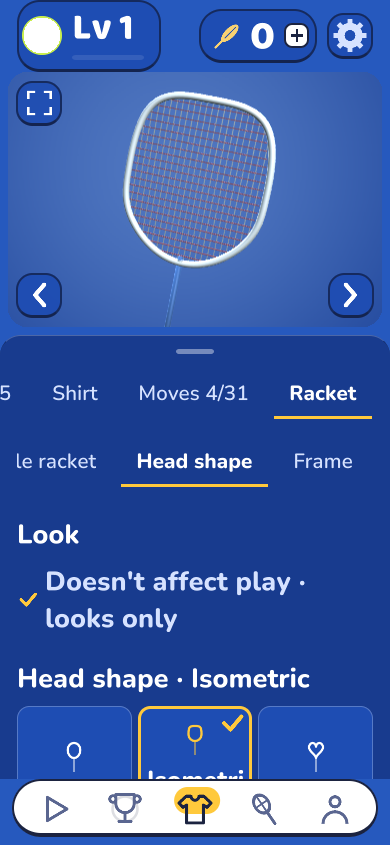 Lv 1
0
5 Shirt Moves 4/31 Racket
le racket Head shape Frame
Look
Doesn't affect play ·
looks only
Head shape · Isometric
Isometri